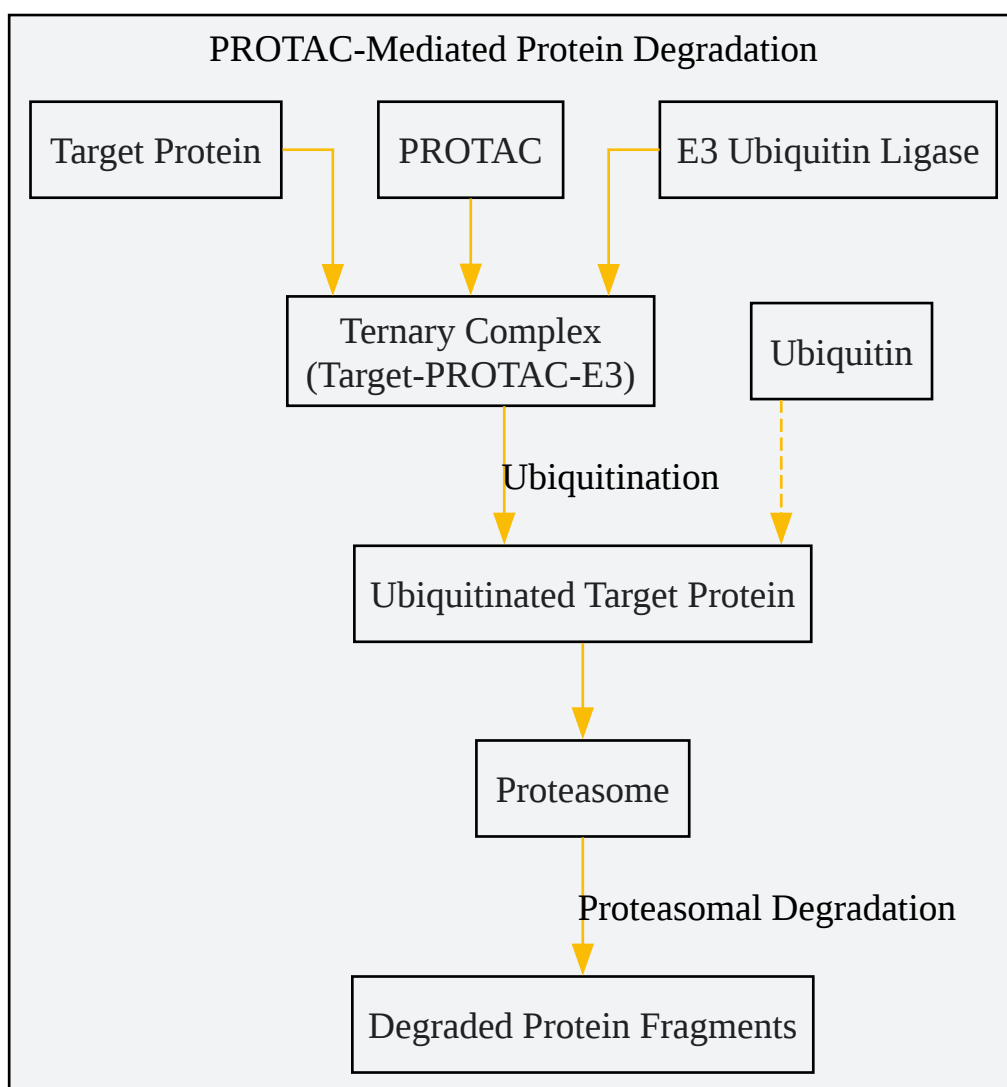 PROTAC-Mediated Protein Degradation
Target Protein
PROTAC
E3 Ubiquitin Ligase
Ternary Complex
(Target-PROTAC-E3)
Ubiquitin
Ubiquitination
Ubiquitinated Target Protein
Proteasome
Proteasomal Degradation
Degraded Protein Fragments